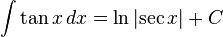 ∫ tan x dx = ln |sec x| + C